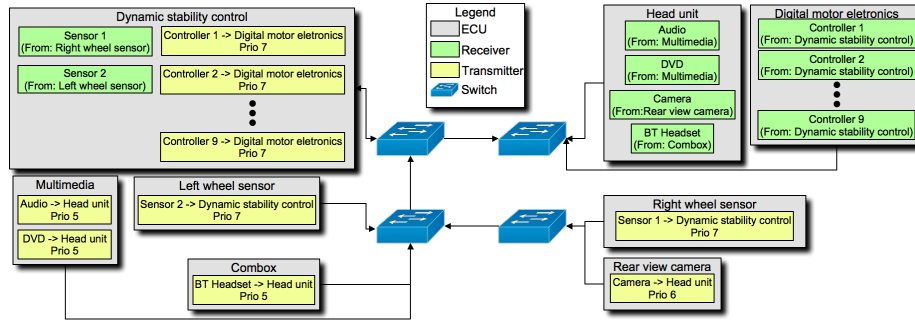 Dynamic stability control
Sensor 1
(From: Right wheel sensor)
Controller 1 -> Digital motor eletronics
Prio 7
Sensor 2
(From: Left wheel sensor)
Controller 2 -> Digital motor eletronics
Prio 7
Controller 9 -> Digital motor eletronics
Prio 7
Legend
ECU
Receiver
Transmitter
Switch
Head unit
Audio
(From: Multimedia)
DVD
(From: Multimedia)
Camera
(From:Rear view camera)
BT Headset
(From: Combox)
Digital motor eletronics
Controller 1
(From: Dynamic stability control)
Controller 2
(From: Dynamic stability control)
Controller 9
(From: Dynamic stability control)
Multimedia
Audio -> Head unit
Prio 5
DVD -> Head unit
Prio 5
Left wheel sensor
Sensor 2 -> Dynamic stability control
Prio 7
Combox
BT Headset -> Head unit
Prio 5
Right wheel sensor
Sensor 1 -> Dynamic stability control
Prio 7
Rear view camera
Camera -> Head unit
Prio 6